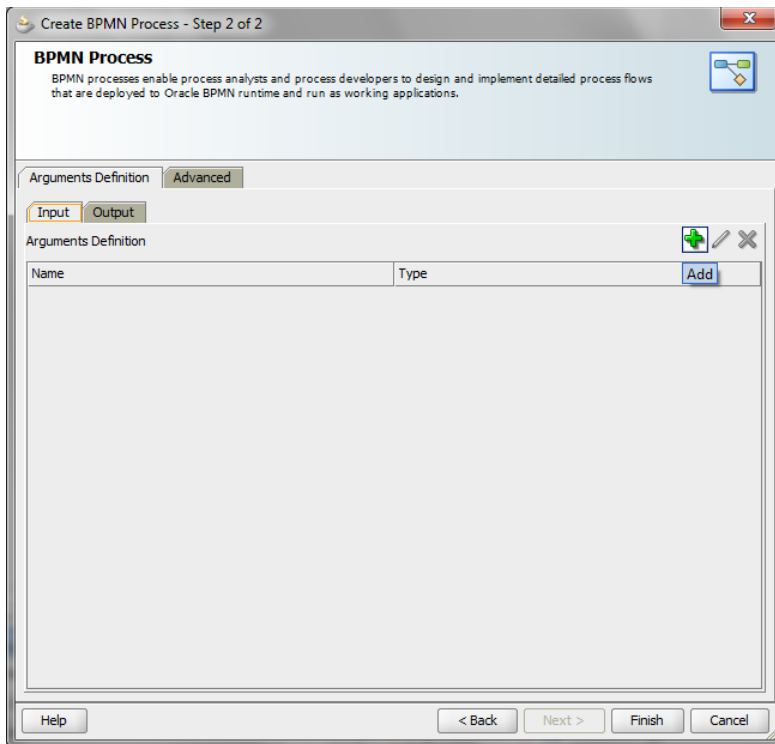 Create BPMN Process - Step 2 of 2
BPMN Process
BPMN processes enable process analysts and process developers to design and implement detailed process flows
that are deployed to Oracle BPMN runtime and run as working applications.
Arguments Definition Advanced
Input Output
Arguments Definition
Name Type Add
Help < Back Next > Finish Cancel